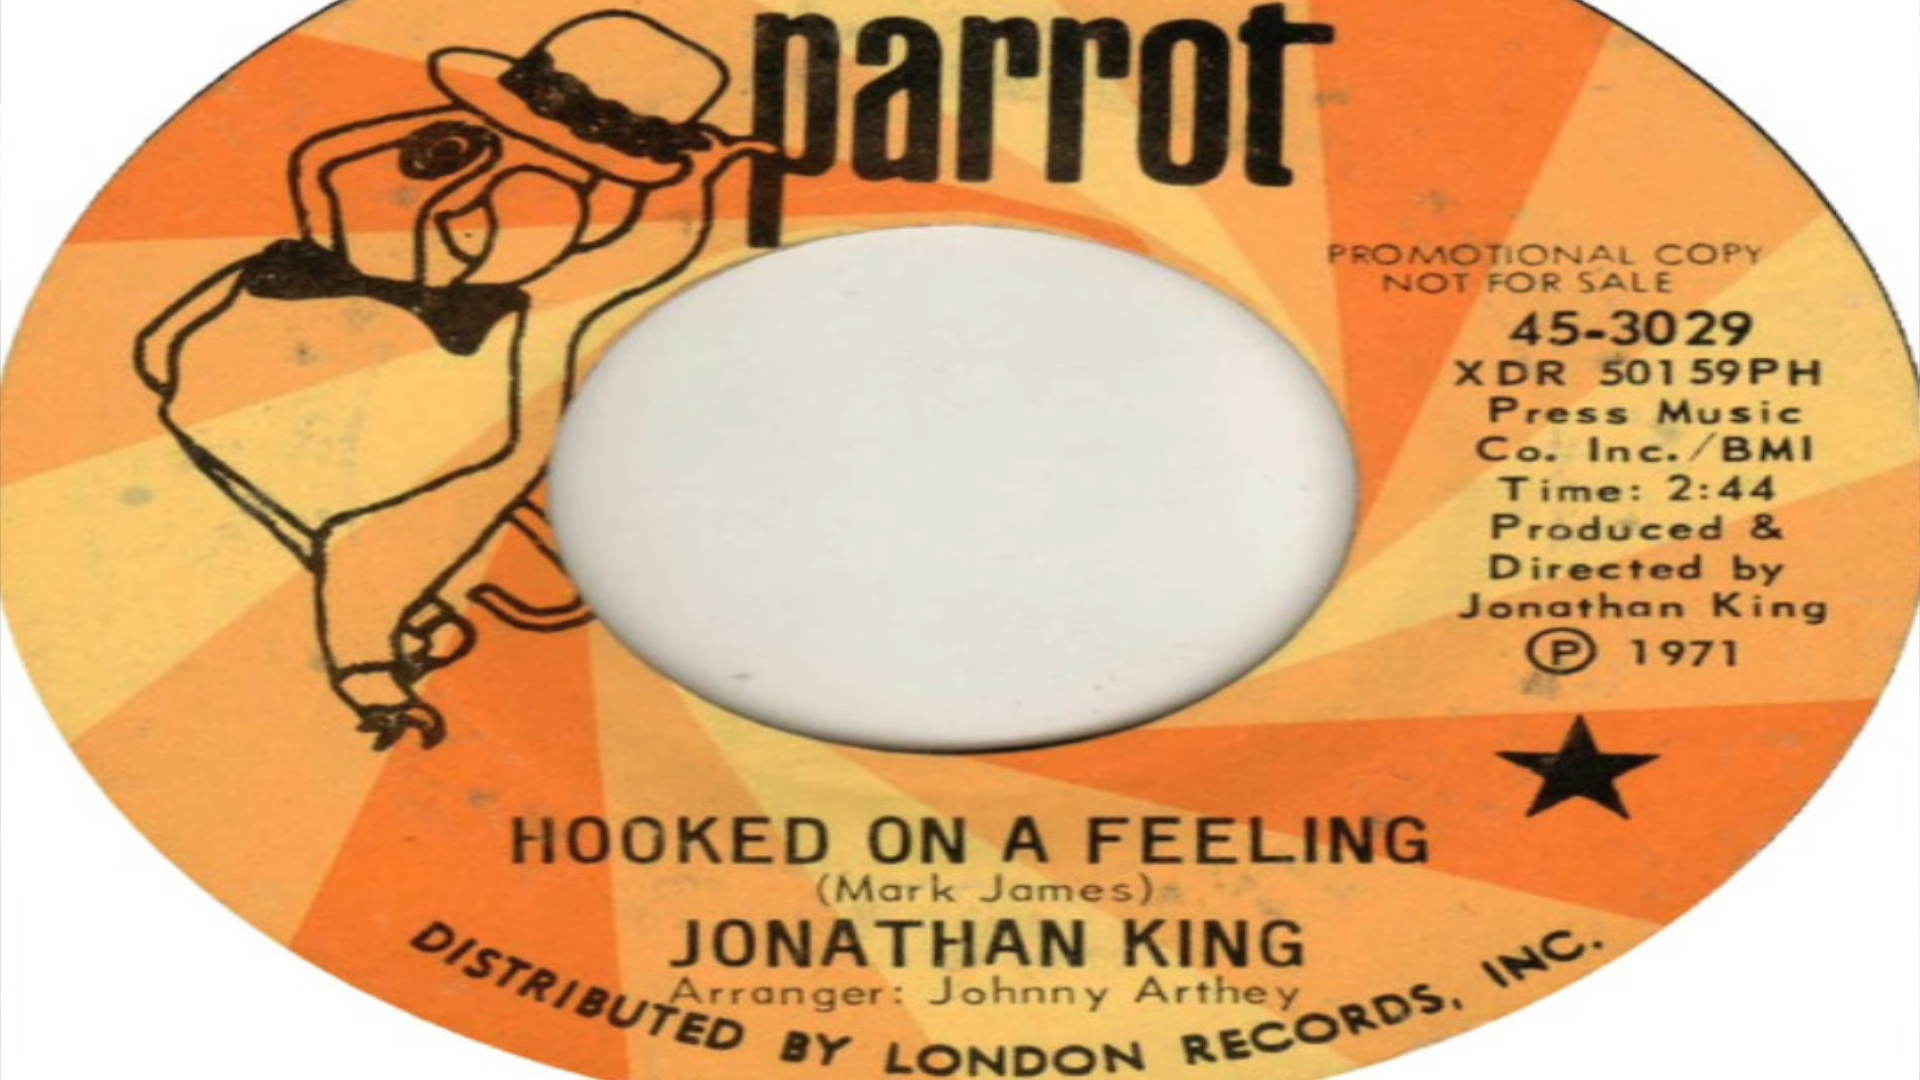 parrot
PROMOTIONAL COPY
NOT FOR SALE
45-3029
XDR 50159PH
Press Music
Co. Inc./BMI
Time: 2:44
Produced &
Directed by
Jonathan King
Ⓟ 1971
HOOKED ON A FEELING
(Mark James)
JONATHAN KING
Arranger: Johnny Arthey
DISTRIBUTED BY LONDON RECORDS, INC.